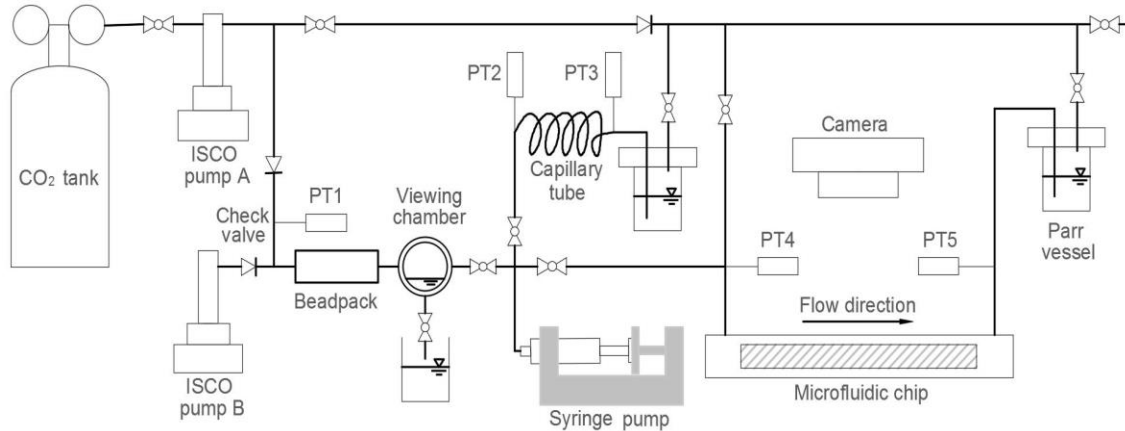 CO₂ tank
ISCO
pump A
PT2
PT3
Capillary
tube
Camera
Parr
vessel
Check
valve
PT1
Viewing
chamber
Beadpack
ISCO
pump B
PT4
PT5
Flow direction
Microfluidic chip
Syringe pump